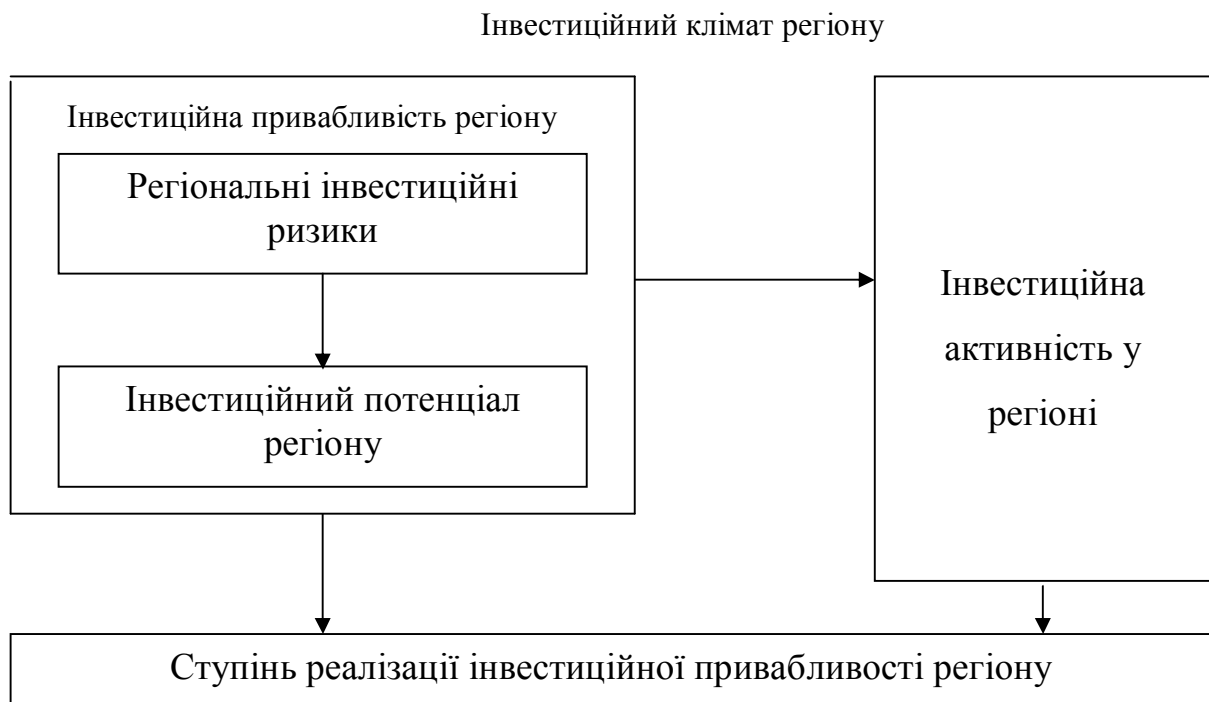 Інвестиційний клімат регіону
Інвестиційна привабливість регіону
Регіональні інвестиційні
ризики
Інвестиційний потенціал
регіону
Інвестиційна
активність у
регіоні
Ступінь реалізації інвестиційної привабливості регіону